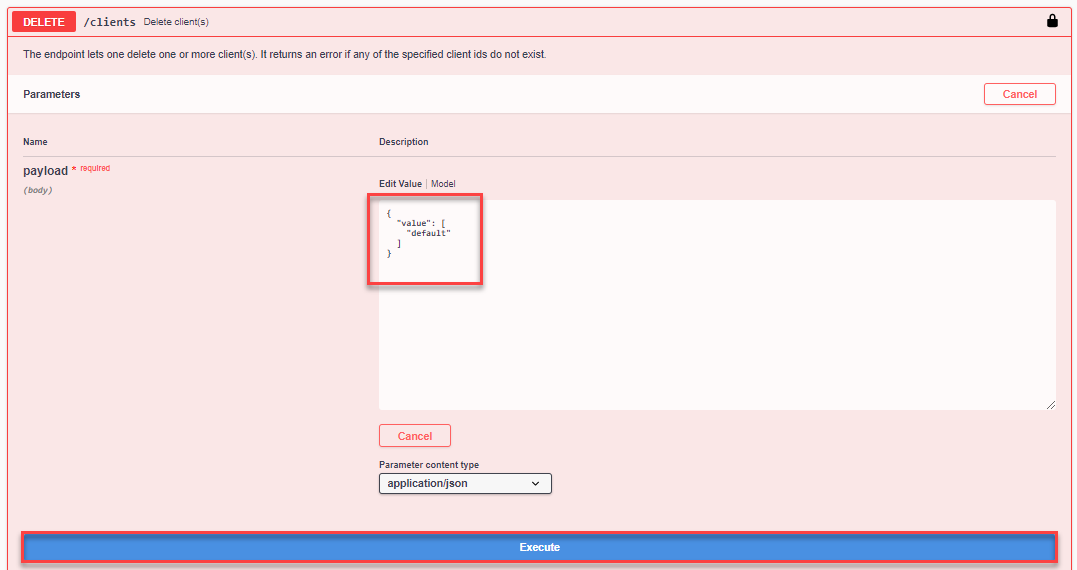 DELETE /clients Delete client(s)
The endpoint lets one delete one or more client(s). It returns an error if any of the specified client ids do not exist.
Parameters Cancel
Name Description
payload * required
(body)
Edit Value | Model
{
"value": [
"default"
]
}
Cancel
Parameter content type
application/json
Execute